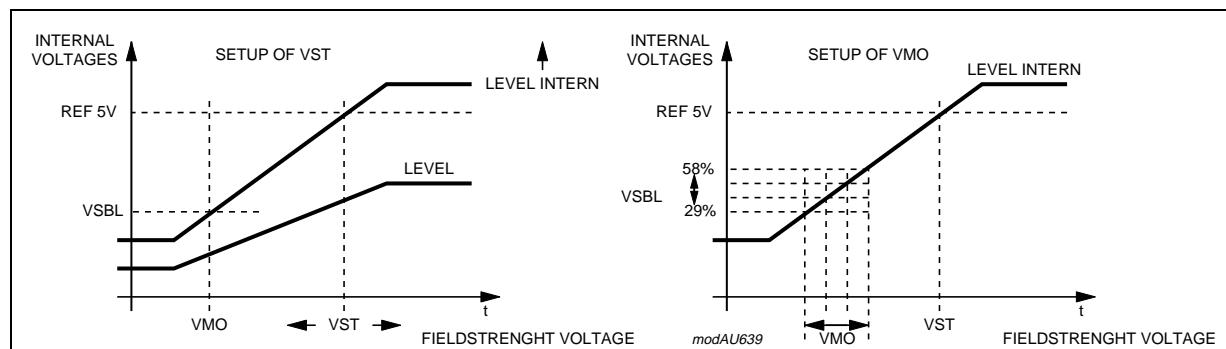 INTERNAL
VOLTAGES
SETUP OF VST
LEVEL INTERN
REF 5V
LEVEL
VSBL
t
VMO
VST
FIELDSTRENGHT VOLTAGE
INTERNAL
VOLTAGES
SETUP OF VMO
LEVEL INTERN
REF 5V
58%
VSBL
29%
t
modAU639
VMO
VST
FIELDSTRENGHT VOLTAGE